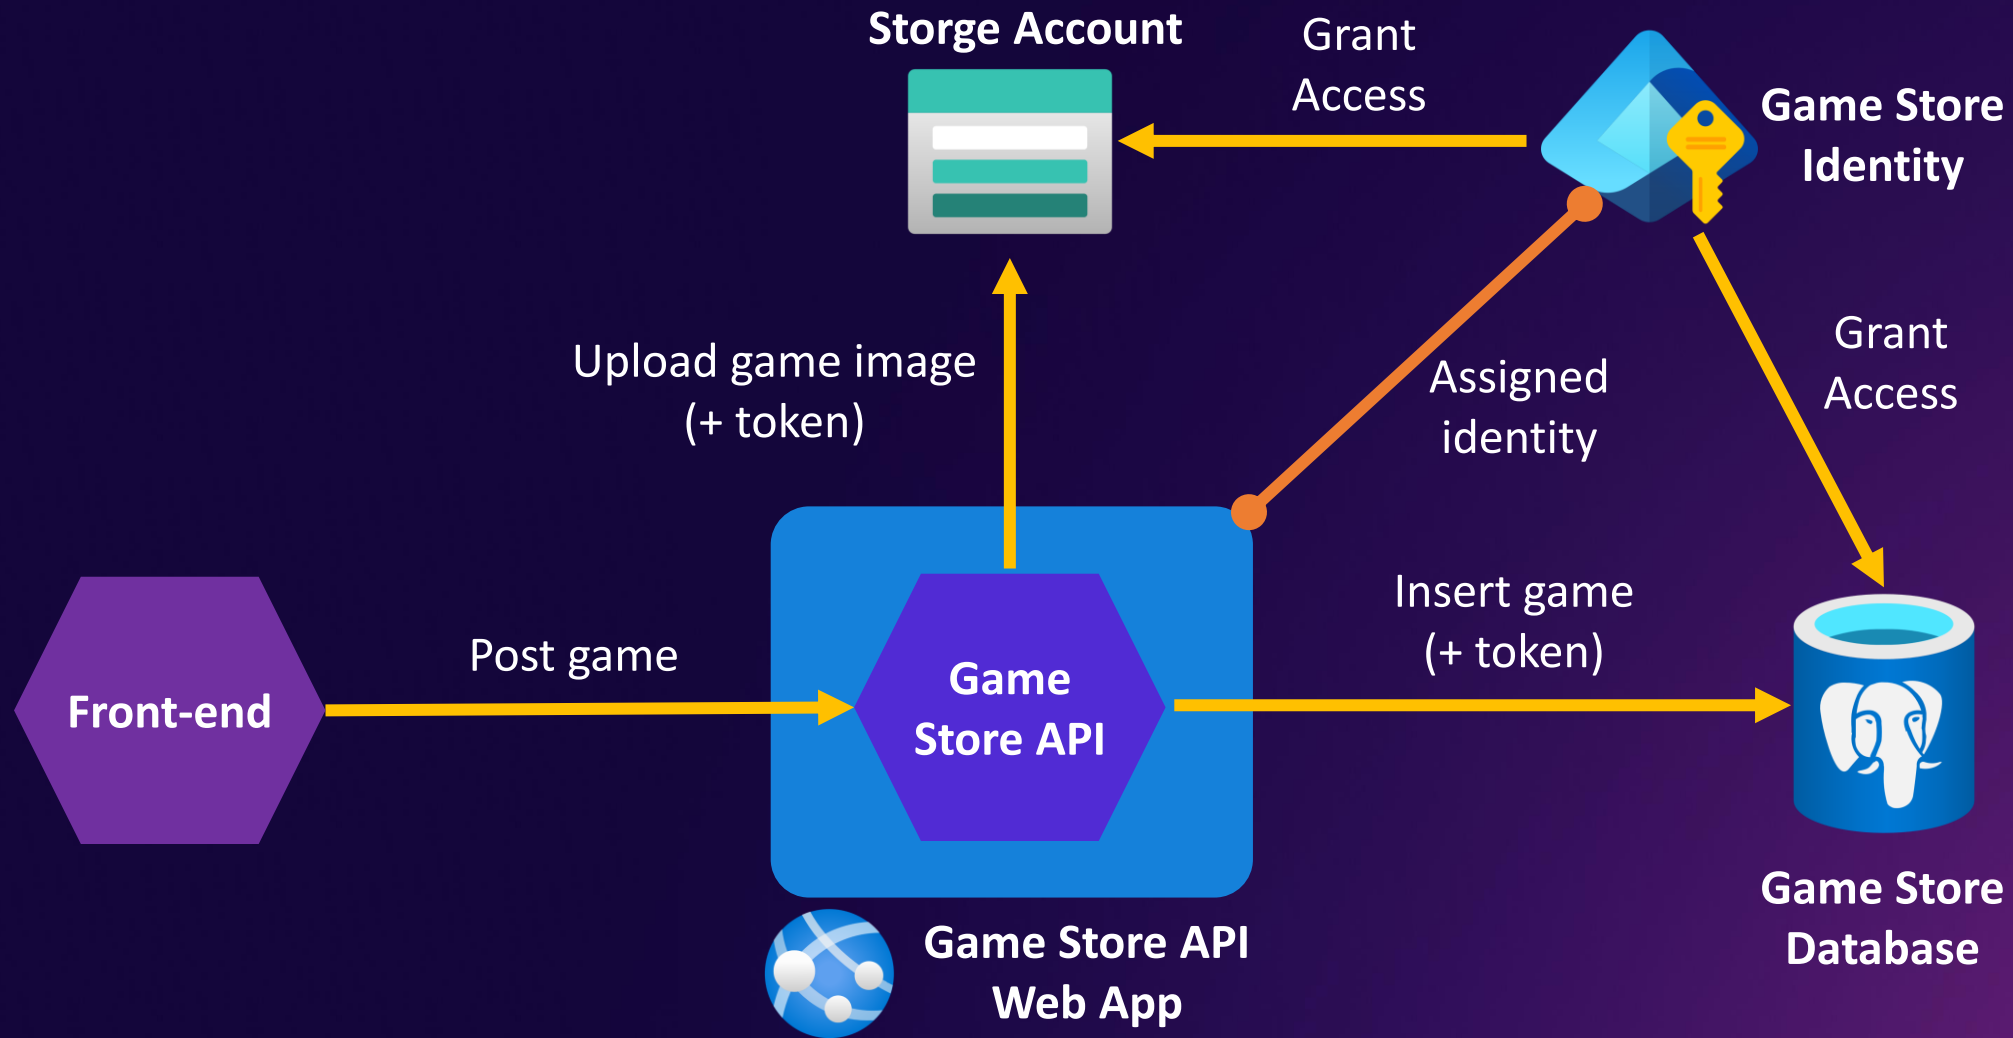 Storge Account
Grant
Access
Game Store
Identity
Upload game image
(+ token)
Assigned
identity
Grant
Access
Front-end
Post game
Game
Store API
Insert game
(+ token)
Game Store API
Web App
Game Store
Database